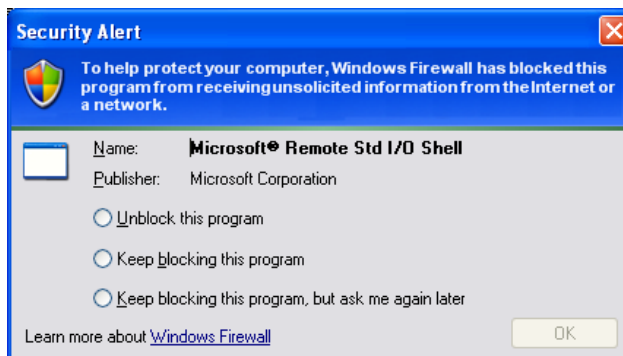 Security Alert
To help protect your computer, Windows Firewall has blocked this
program from receiving unsolicited information from the Internet or
a network.
Name: Microsoft® Remote Std I/O Shell
Publisher: Microsoft Corporation
Unblock this program
Keep blocking this program
Keep blocking this program, but ask me again later
Learn more about Windows Firewall
OK